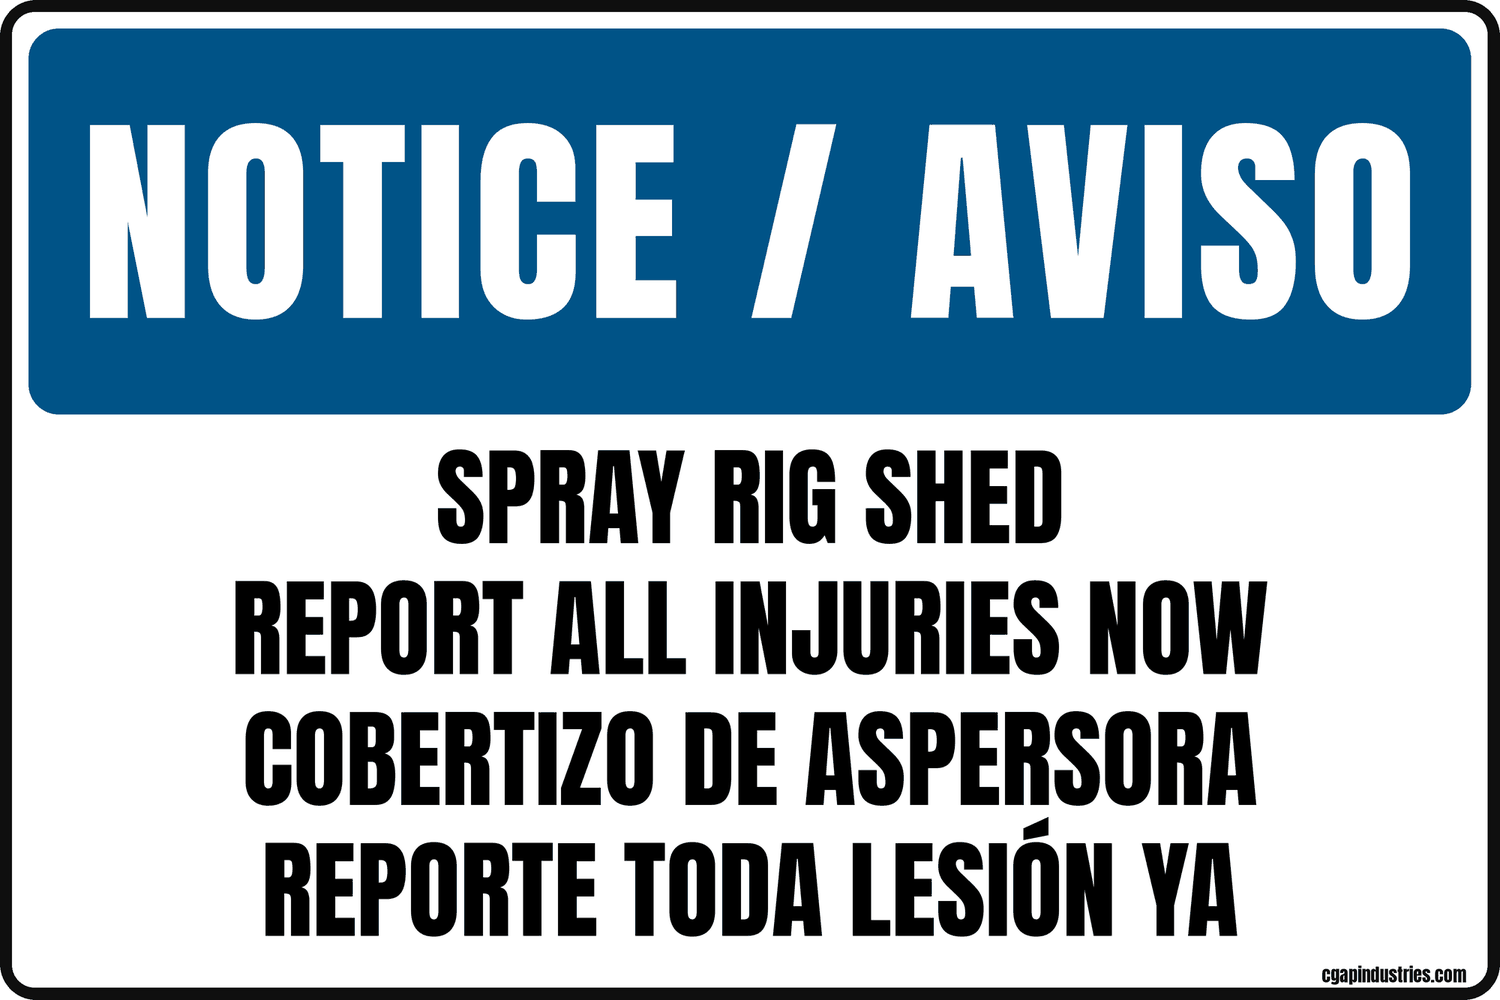 NOTICE / AVISO
SPRAY RIG SHED
REPORT ALL INJURIES NOW
COBERTIZO DE ASPERSORA
REPORTE TODA LESIÓN YA
cgapindustries.com